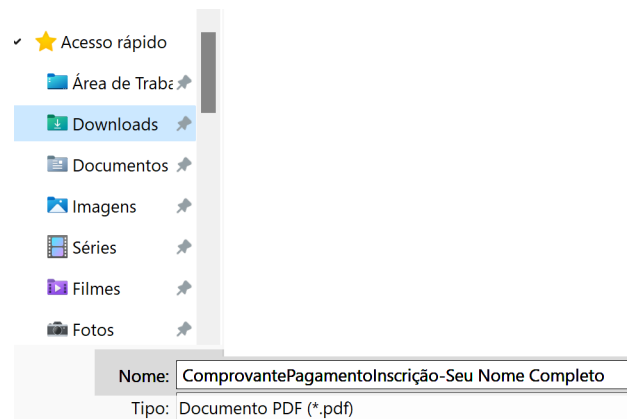 Acesso rápido
Área de Traba
Downloads
Documentos
Imagens
Séries
Filmes
Fotos
Nome: ComprovantePagamentoInscrição-Seu Nome Completo
Tipo: Documento PDF (*.pdf)